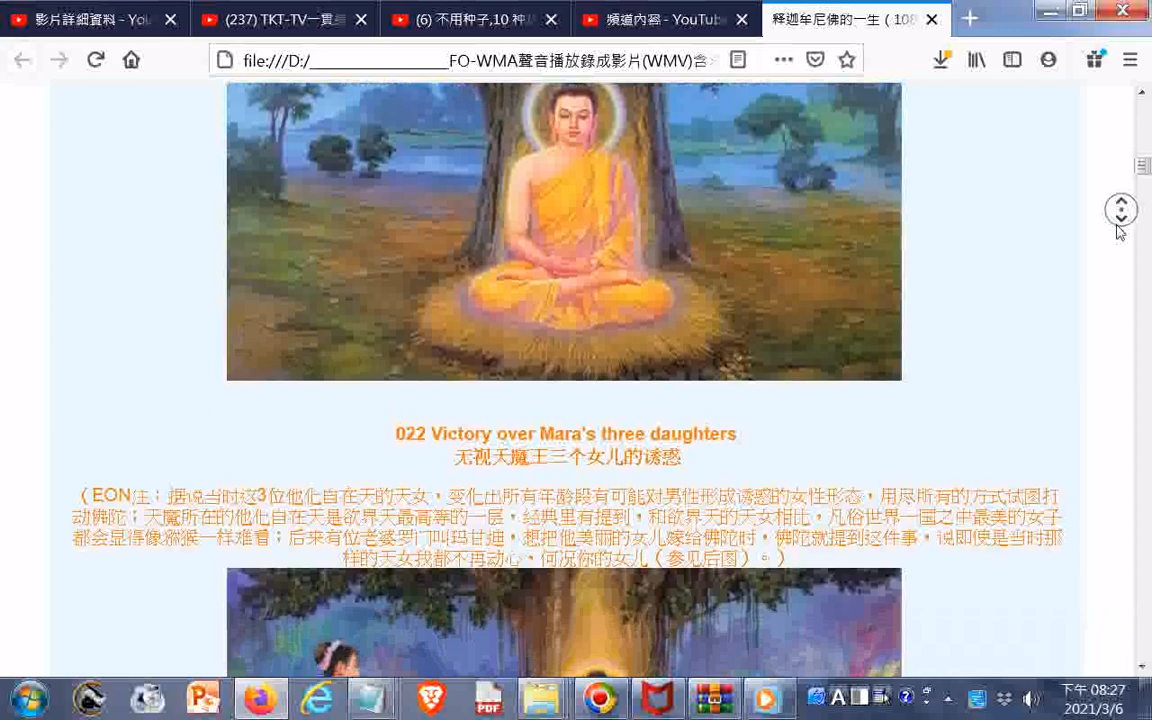 影片詳細資料 - You
(237) TKT-TV一貫
(6) 不用种子,10 种
頻道內容 - YouTub
释迦牟尼佛的一生（108
file:///D:/________________FO-WMA聲音播放錄成影片(WMV)含
022 Victory over Mara's three daughters
无视天魔王三个女儿的诱惑
（EON注；据说当时这3位他化自在天的天女，变化出所有年龄段有可能对男性形成诱惑的女性形态，用尽所有的方式试图打
动佛陀；天魔所在的他化自在天是欲界天最高等的一层，经典里有提到，和欲界天的天女相比，凡俗世界一国之中最美的女子
都会显得像猕猴一样难看；后来有位老婆罗门叫玛甘迪，想把他美丽的女儿嫁给佛陀时，佛陀就提到这件事，说即使是当时那
样的天女我都不再动心，何况你的女儿（参见后图）。）
PDF
A
下午 08:27
2021/3/6